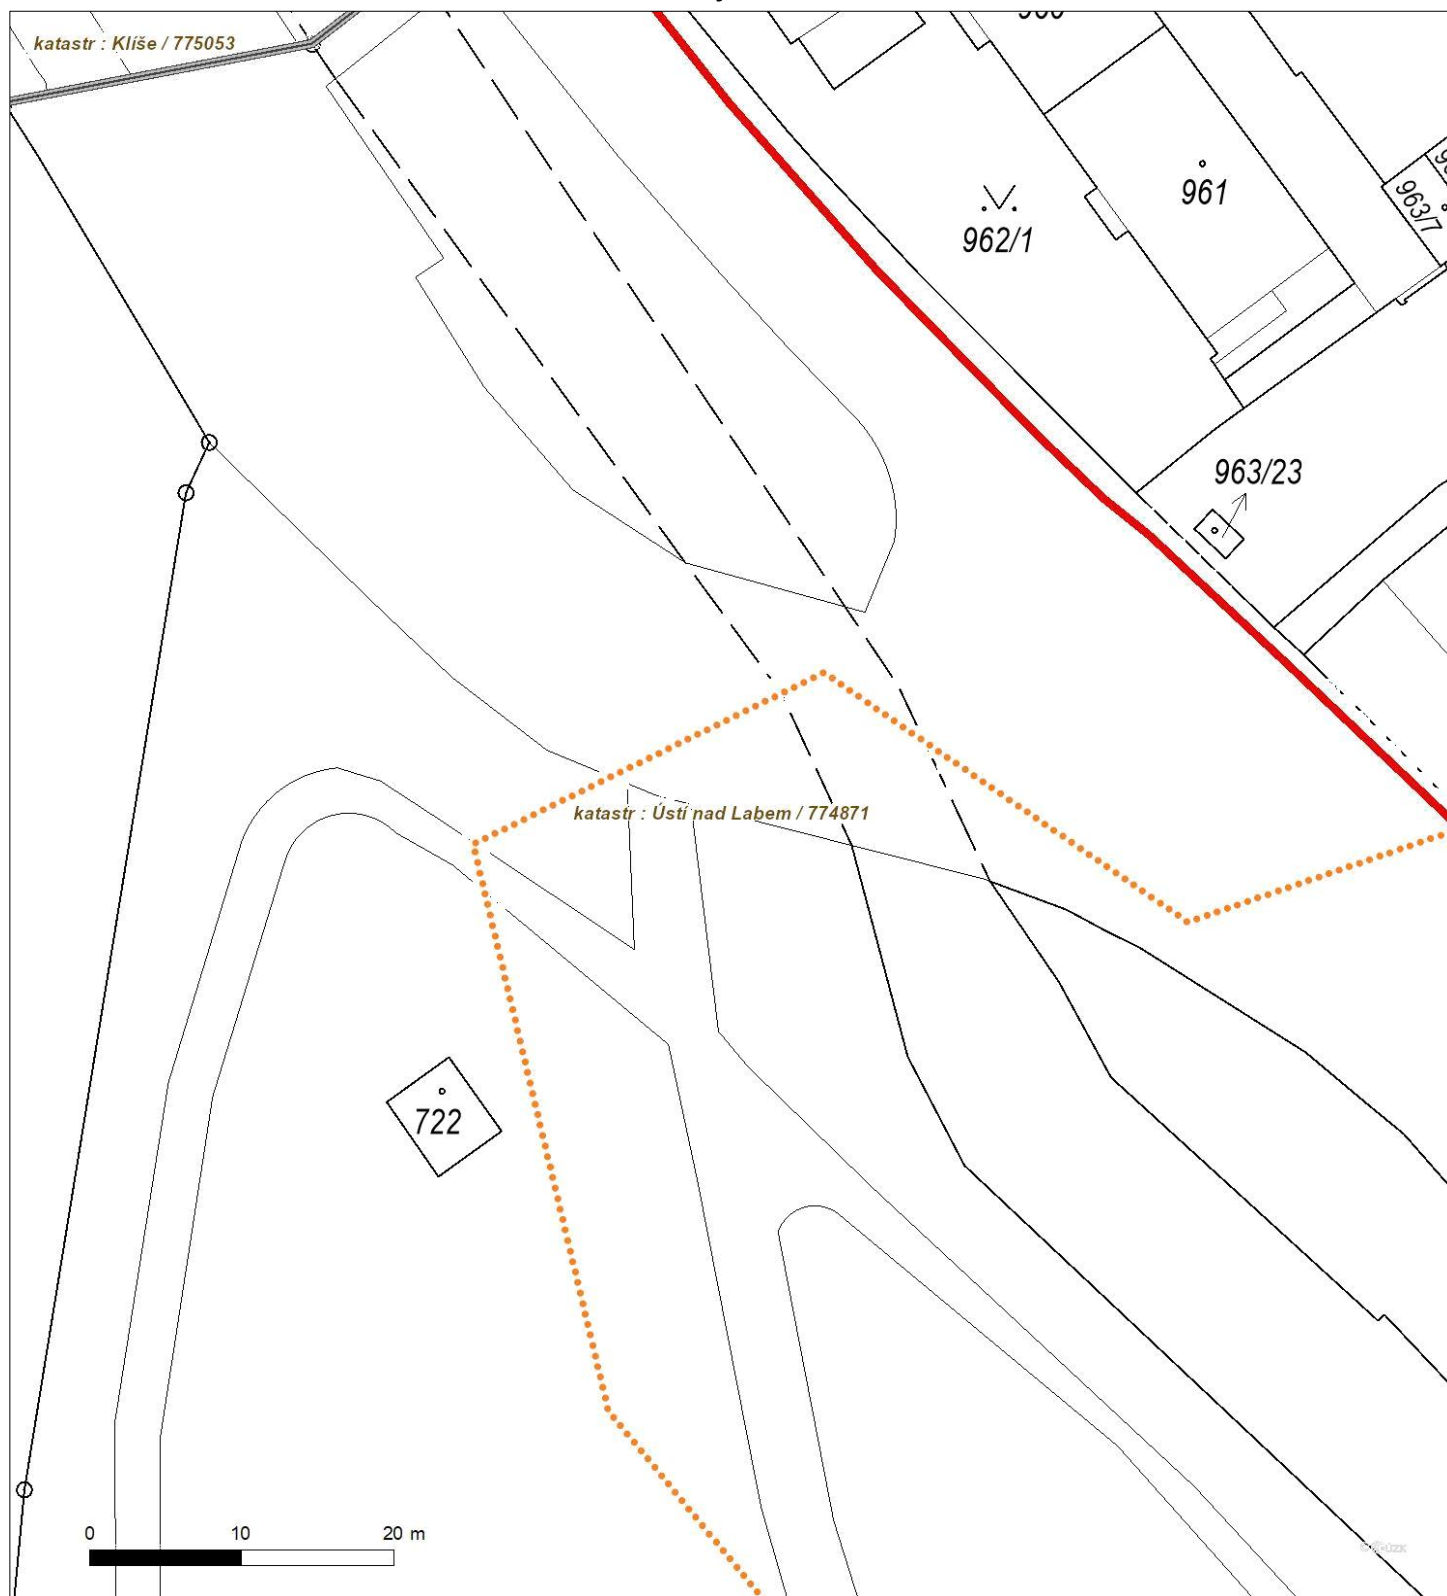 katastr : Klíše / 775053
961
962/1
963/7
963/23
katastr : Ústí nad Labem / 774871
722
0 10 20 m